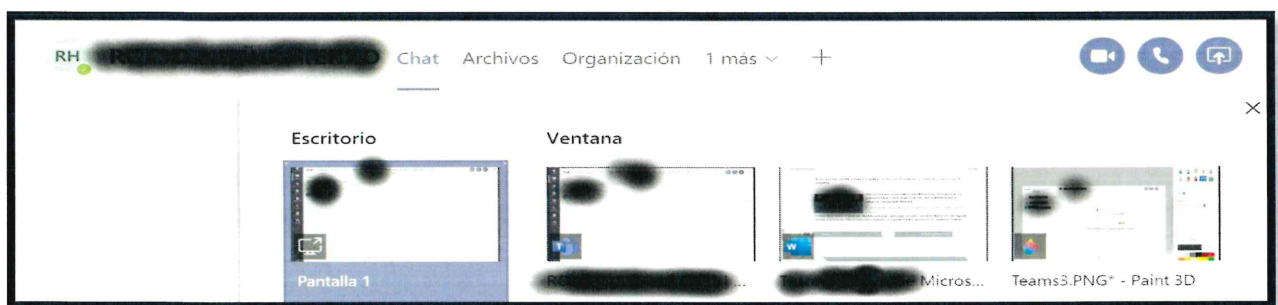 RH Chat Archivos Organización 1 más +
Escritorio Ventana
Pantalla 1 Micros... Teams3.PNG* - Paint 3D